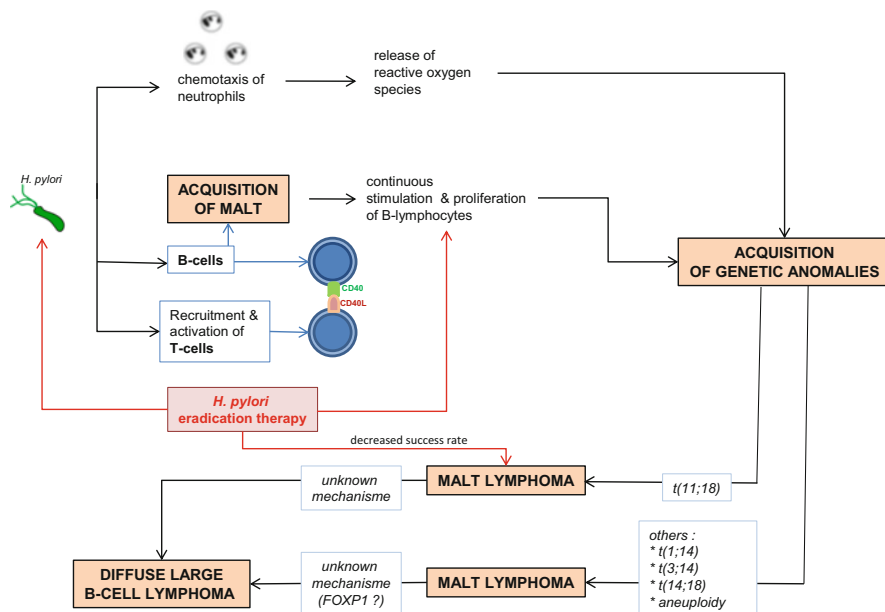 chemotaxis of
neutrophils
release of
reactive oxygen
species
H. pylori
ACQUISITION
OF MALT
continuous
stimulation & proliferation
of B-lymphocytes
B-cells
CD40
CD40L
Recruitment &
activation of
T-cells
ACQUISITION
OF GENETIC ANOMALIES
H. pylori
eradication therapy
decreased success rate
unknown
mechanisme
MALT LYMPHOMA
t(11;18)
DIFFUSE LARGE
B-CELL LYMPHOMA
unknown
mechanisme
(FOXP1 ?)
MALT LYMPHOMA
others :
* t(1;14)
* t(3;14)
* t(14;18)
* aneuploidy